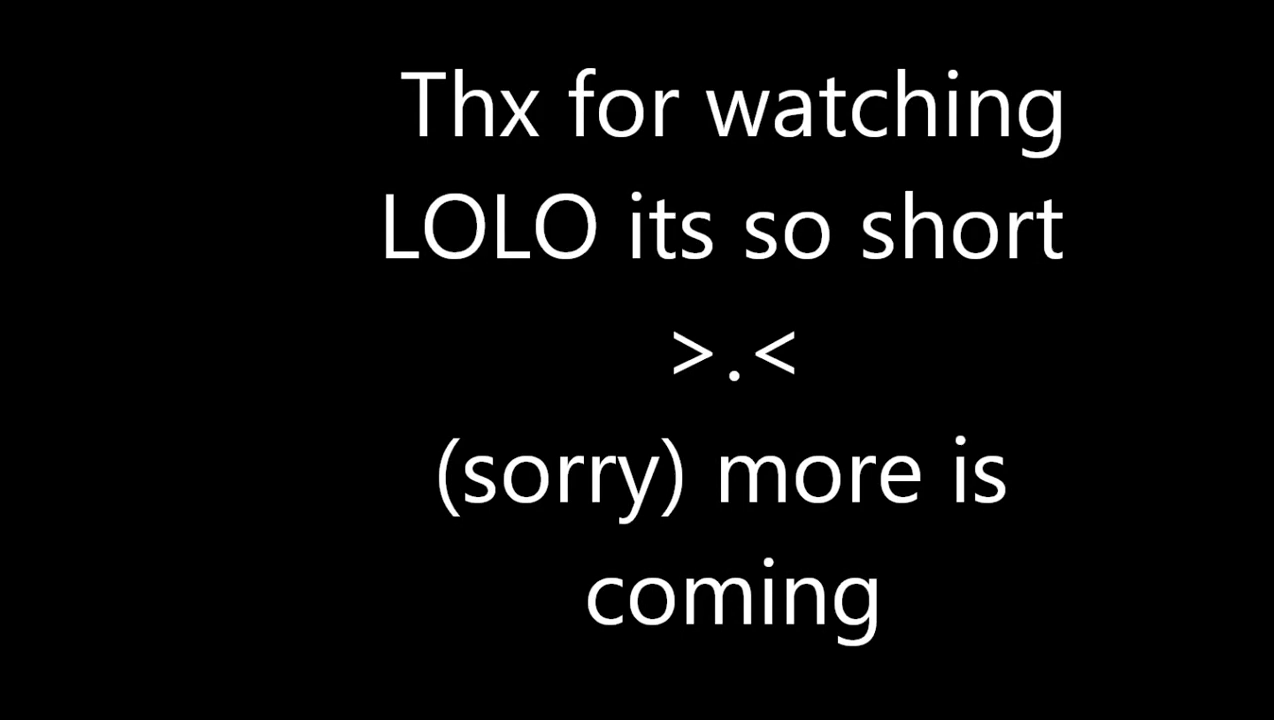 Thx for watching
LOLO its so short
>.<
(sorry) more is
coming